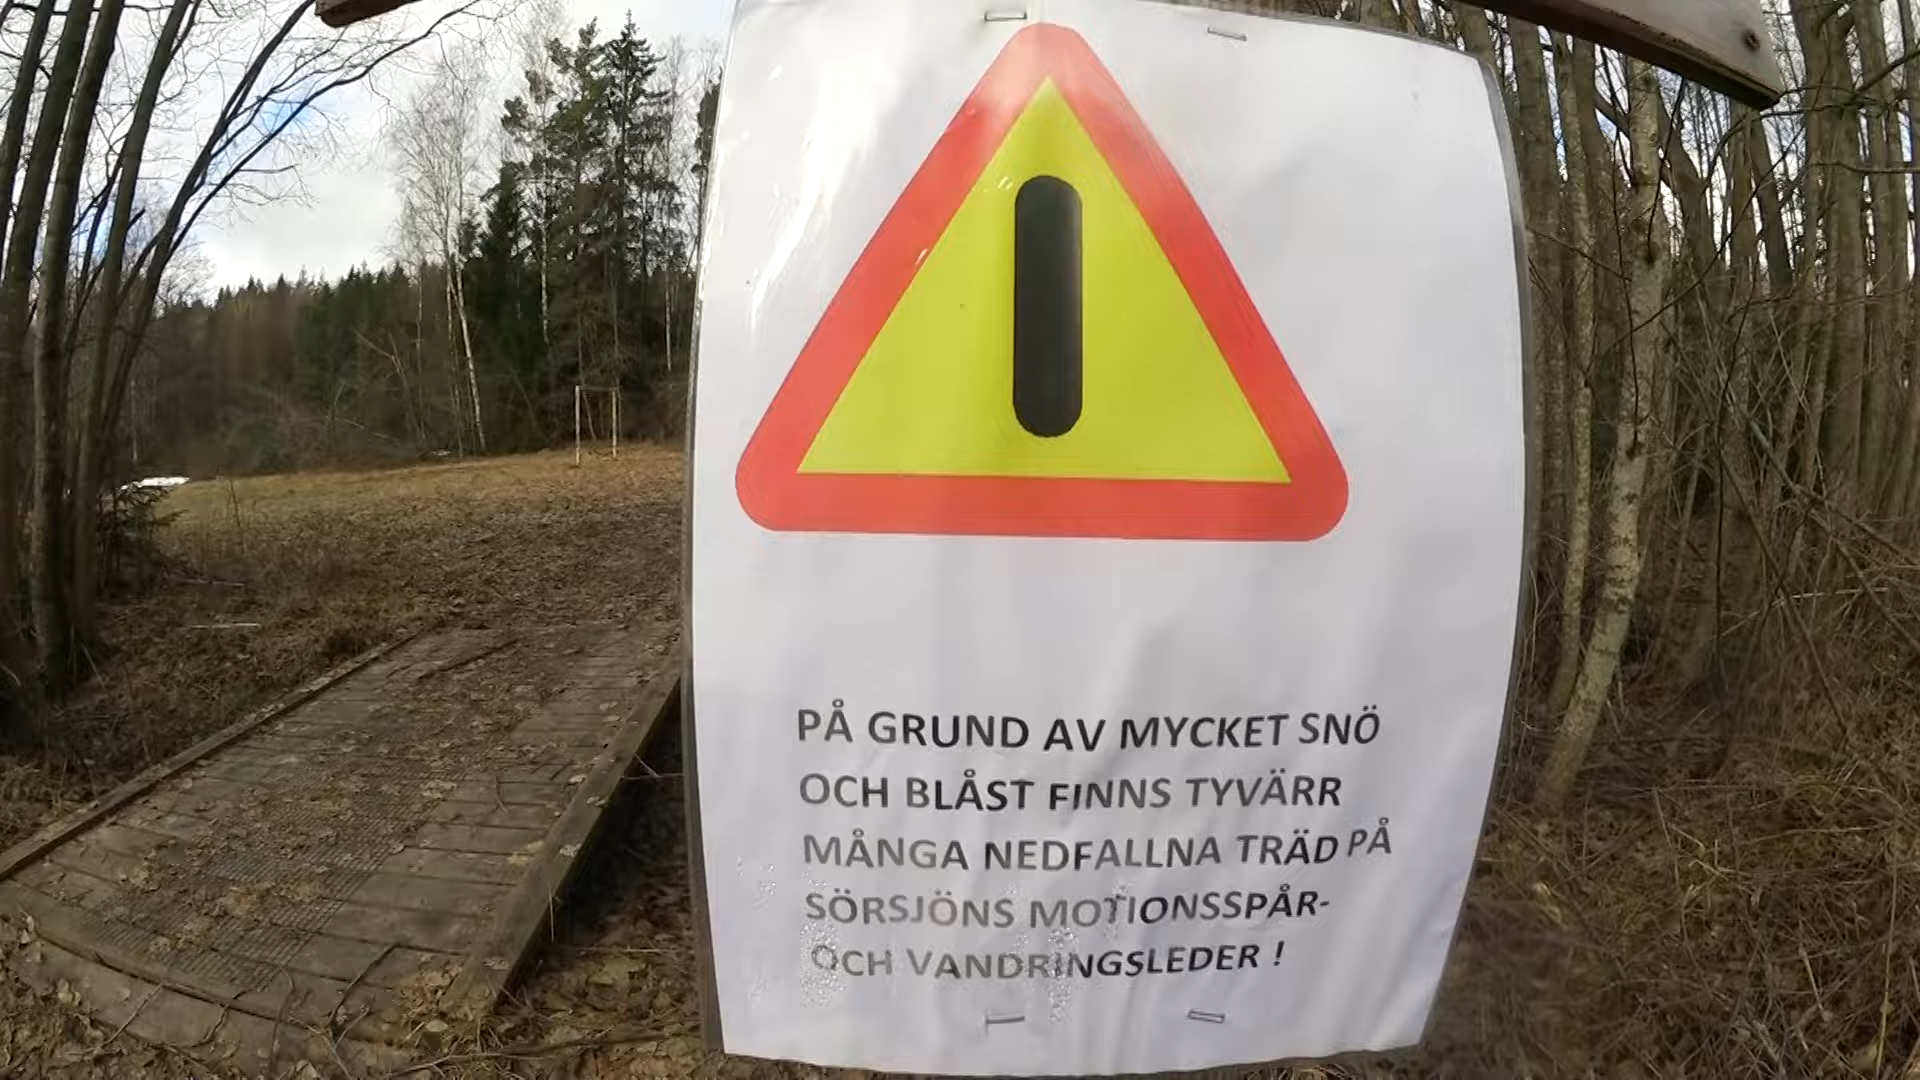 PÅ GRUND AV MYCKET SNÖ
OCH BLÅST FINNS TYVÄRR
MÅNGA NEDFALLNA TRÄD PÅ
SÖRSJÖNS MOTIONSSPÅR-
OCH VANDRINGSLEDER !